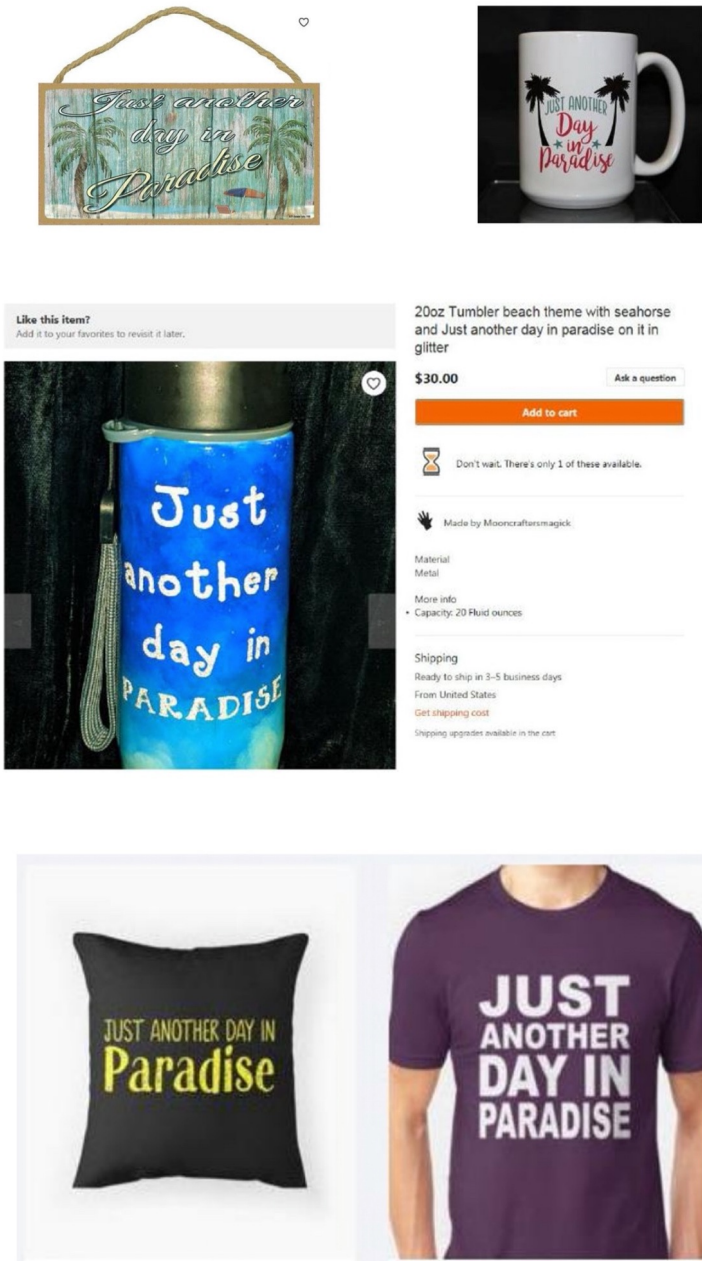 Just another
day in
Paradise
JUST ANOTHER
Day
in
Paradise
Like this item?
Add it to your favorites to revisit it later.
Just
another
day in
PARADISE
20oz Tumbler beach theme with seahorse
and Just another day in paradise on it in
glitter
$30.00
Ask a question
Add to cart
Don't wait. There's only 1 of these available.
Made by Mooncraftersmagick
Material
Metal
More info
• Capacity: 20 Fluid ounces
Shipping
Ready to ship in 3–5 business days
From United States
Get shipping cost
Shipping upgrades available in the cart
JUST ANOTHER DAY IN
Paradise
JUST
ANOTHER
DAY IN
PARADISE